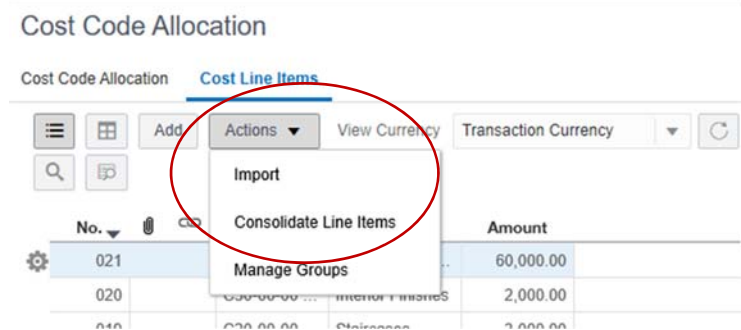 Cost Code Allocation
Cost Code Allocation Cost Line Items
Add Actions View Currency Transaction Currency
Import
Consolidate Line Items
Manage Groups
No. Amount
021 .. 60,000.00
020 Interior Finishes 2,000.00
Staircases